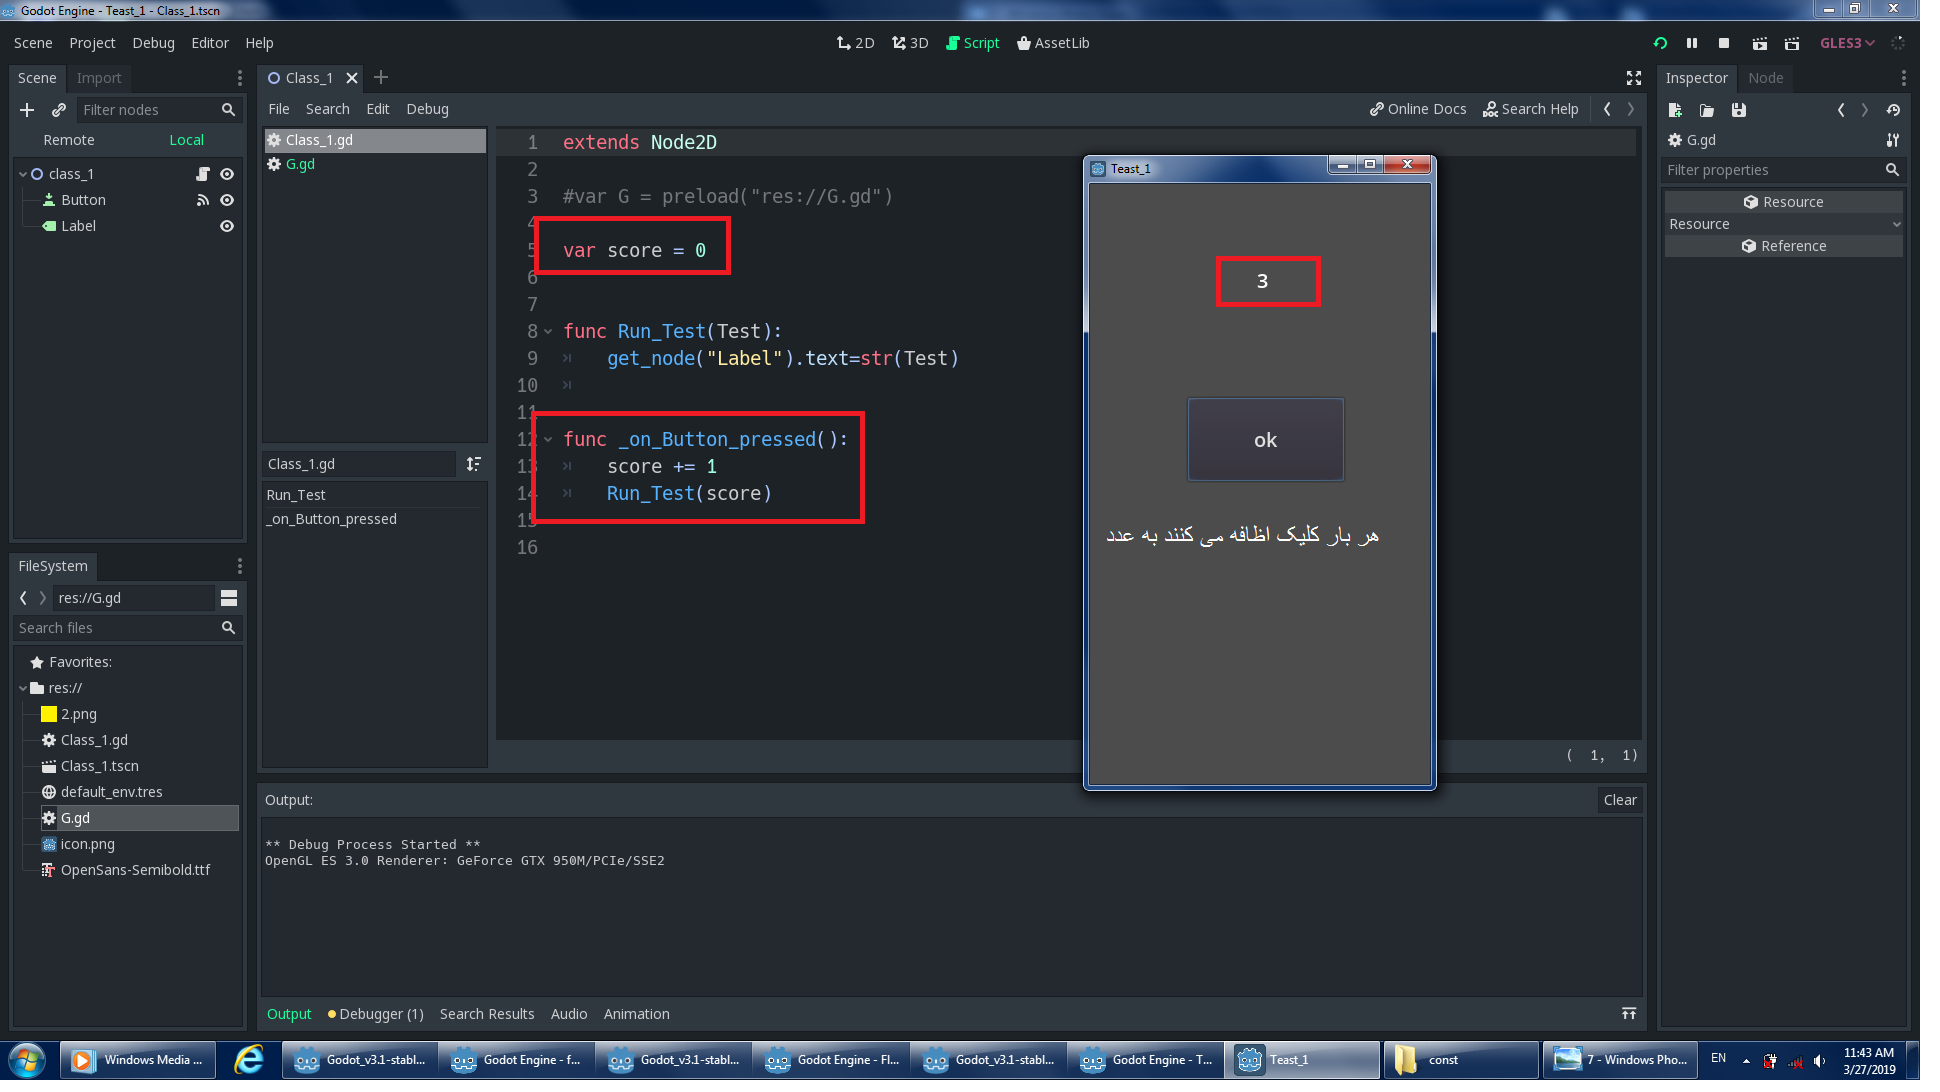 Godot Engine - Teast_1 - Class_1.tscn
Scene Project Debug Editor Help
2D 3D Script AssetLib
GLES3
Scene Import
Filter nodes
Remote Local
class_1
Button
Label
FileSystem
res://G.gd
Search files
Favorites:
res://
2.png
Class_1.gd
Class_1.tscn
default_env.tres
G.gd
icon.png
OpenSans-Semibold.ttf
Class_1
File Search Edit Debug
Online Docs Search Help
Class_1.gd
G.gd
Class_1.gd
Run_Test
_on_Button_pressed
1 extends Node2D
2
3 #var G = preload("res://G.gd")
4
5 var score = 0
6
7
8 func Run_Test(Test):
9 get_node("Label").text=str(Test)
10
11
12 func _on_Button_pressed():
13 score += 1
14 Run_Test(score)
15
16
( 1, 1)
Teast_1
3
ok
هر بار کلیک اظافه می کنند به عدد
Output:
Clear
** Debug Process Started **
OpenGL ES 3.0 Renderer: GeForce GTX 950M/PCIe/SSE2
Output Debugger (1) Search Results Audio Animation
Inspector Node
G.gd
Filter properties
Resource
Resource
Reference
Windows Media ...
Godot_v3.1-stabl...
Godot Engine - f...
Godot_v3.1-stabl...
Godot Engine - Fl...
Godot_v3.1-stabl...
Godot Engine - T...
Teast_1
const
7 - Windows Pho...
EN
11:43 AM
3/27/2019